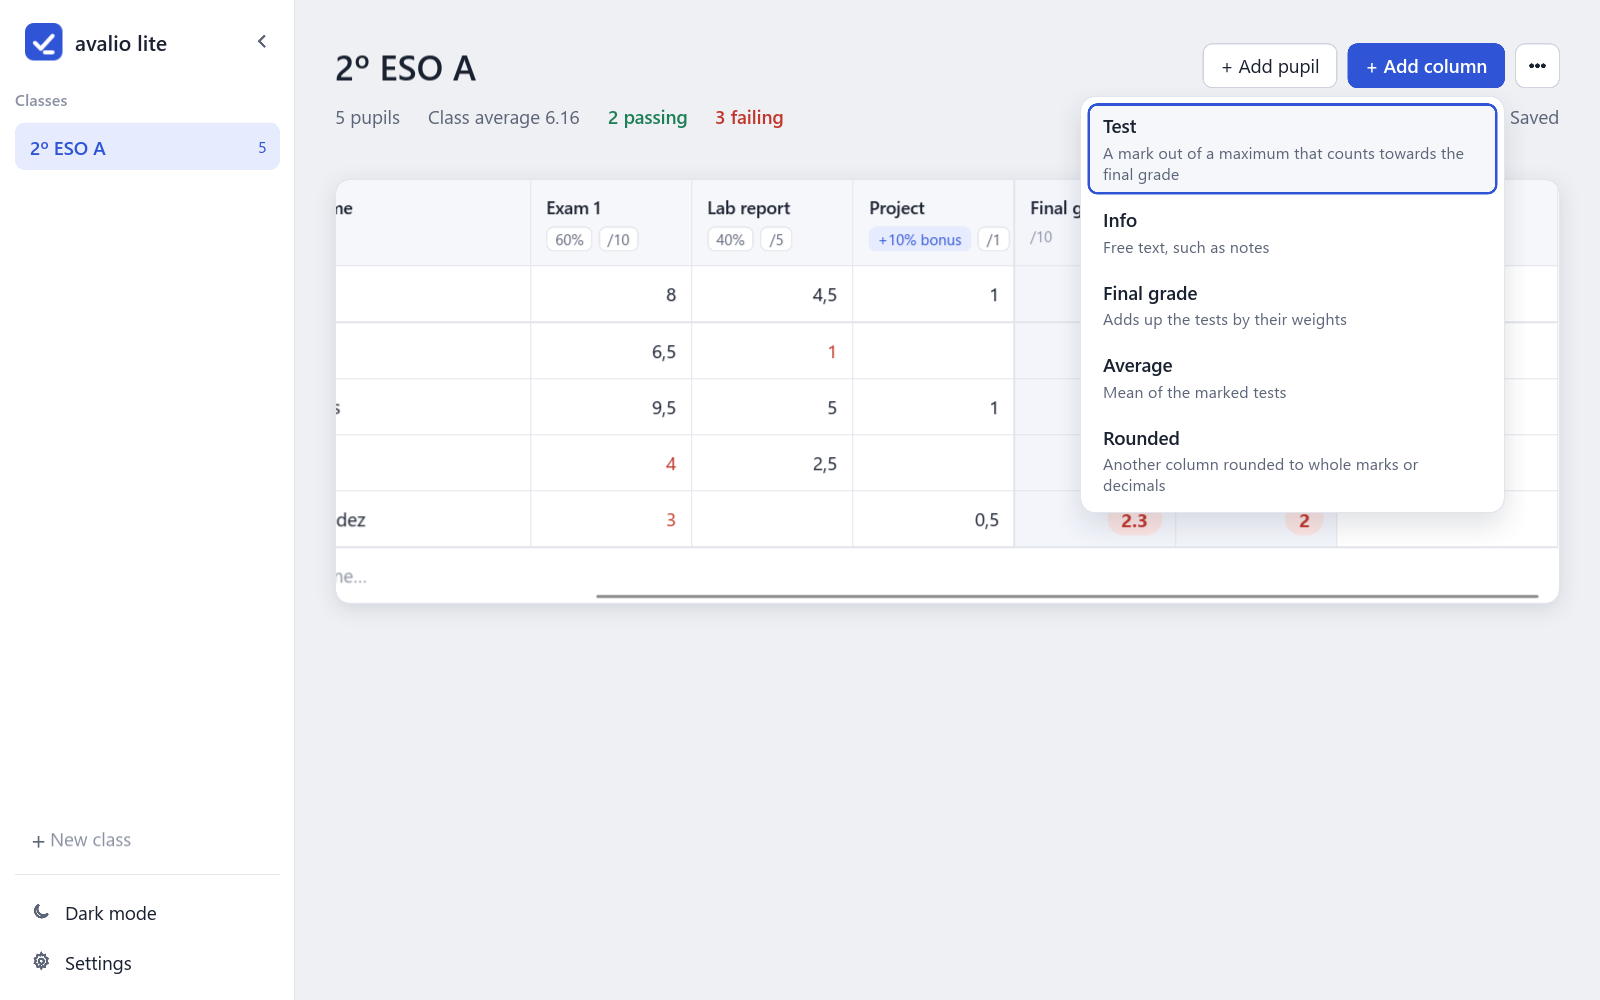 avalio lite
Classes
2º ESO A 5
+ New class
Dark mode
Settings
2º ESO A
+ Add pupil
+ Add column
5 pupils Class average 6.16 2 passing 3 failing
Saved
Test
A mark out of a maximum that counts towards the
final grade
Info
Free text, such as notes
Final grade
Adds up the tests by their weights
Average
Mean of the marked tests
Rounded
Another column rounded to whole marks or
decimals
Exam 1 Lab report Project Final
60% /10 40% /5 +10% bonus /1 /10
8 4,5 1
6,5 1
9,5 5 1
4 2,5
dez 3 0,5 2.3 2